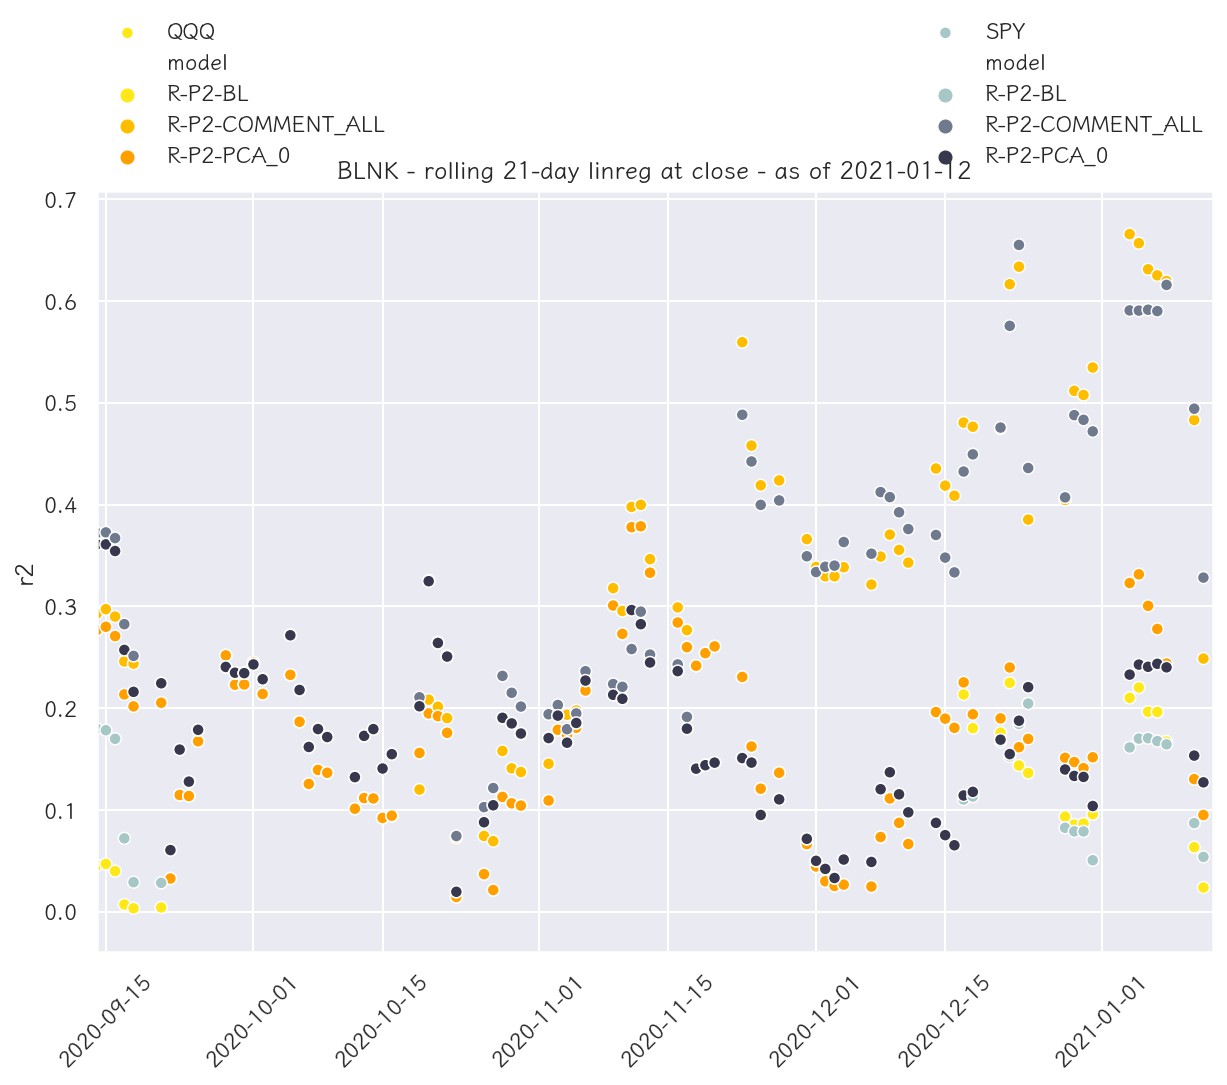 QQQ
model
R-P2-BL
R-P2-COMMENT_ALL
R-P2-PCA_0
SPY
model
R-P2-BL
R-P2-COMMENT_ALL
R-P2-PCA_0
BLNK - rolling 21-day linreg at close - as of 2021-01-12
0.7
0.6
0.5
0.4
0.3
0.2
0.1
0.0
r2
2020-09-15
2020-10-01
2020-10-15
2020-11-01
2020-11-15
2020-12-01
2020-12-15
2021-01-01